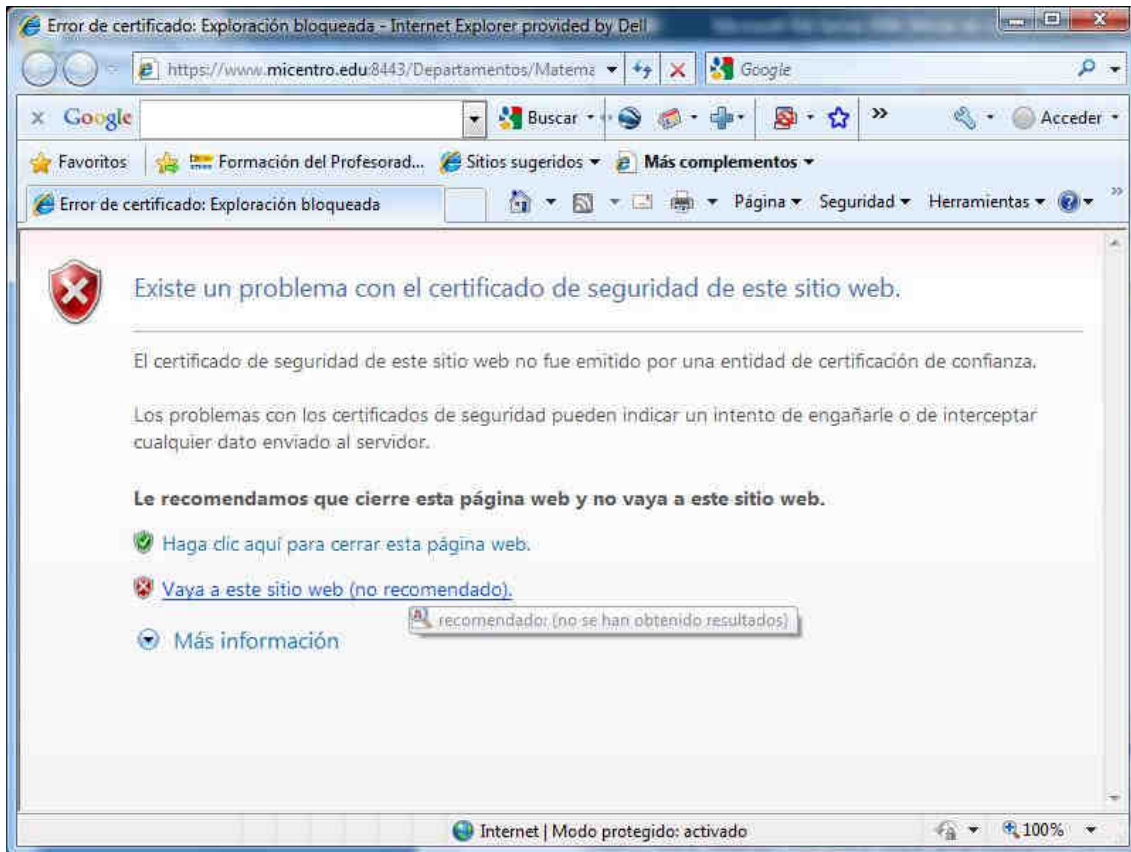 Error de certificado: Exploración bloqueada - Internet Explorer provided by Dell
https://www.micentro.edu:8443/Departamentos/Matema
Google
Google
Buscar
Acceder
Favoritos
Formación del Profesorad...
Sitios sugeridos
Más complementos
Error de certificado: Exploración bloqueada
Página
Seguridad
Herramientas
Existe un problema con el certificado de seguridad de este sitio web.
El certificado de seguridad de este sitio web no fue emitido por una entidad de certificación de confianza.
Los problemas con los certificados de seguridad pueden indicar un intento de engañarle o de interceptar
cualquier dato enviado al servidor.
Le recomendamos que cierre esta página web y no vaya a este sitio web.
Haga clic aquí para cerrar esta página web.
Vaya a este sitio web (no recomendado).
recomendado: (no se han obtenido resultados)
Más información
Internet | Modo protegido: activado
100%